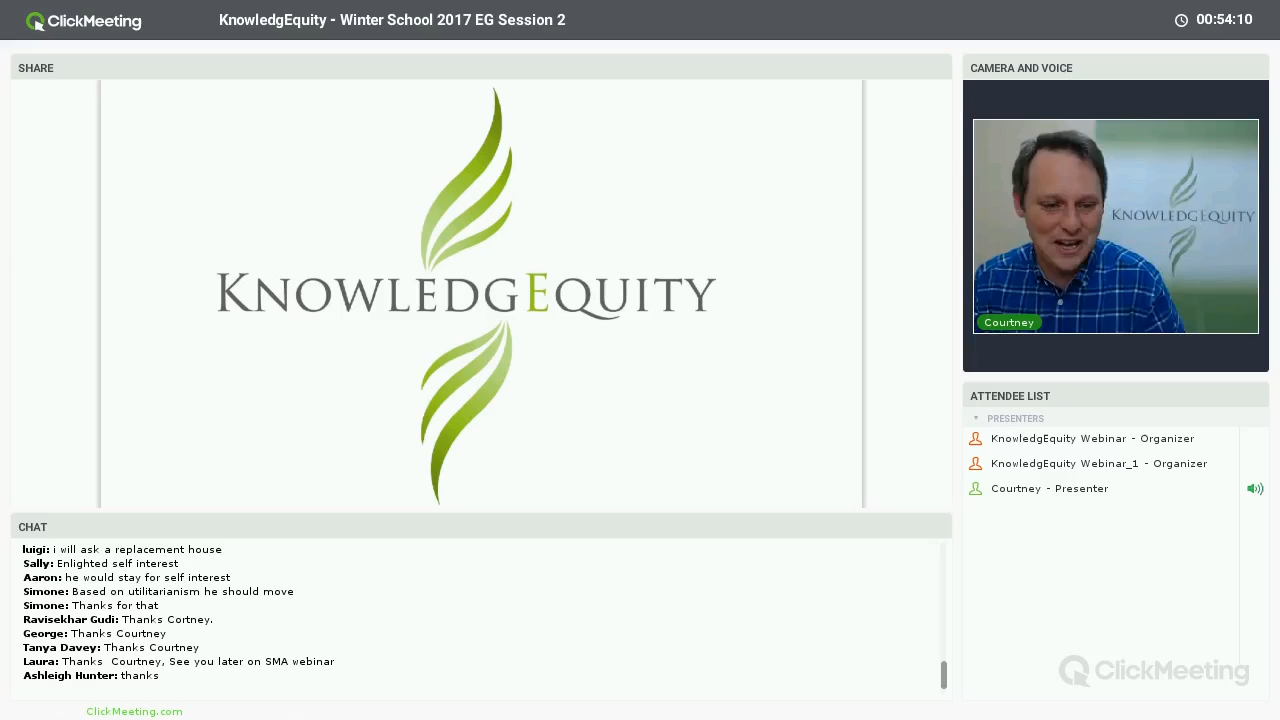 ClickMeeting
KnowledgEquity - Winter School 2017 EG Session 2
00:54:10
SHARE
KNOWLEDGEQUITY
CAMERA AND VOICE
KNOWLEDGEQUITY
Courtney
ATTENDEE LIST
PRESENTERS
KnowledgEquity Webinar - Organizer
KnowledgEquity Webinar_1 - Organizer
Courtney - Presenter
CHAT
luigi: i will ask a replacement house
Sally: Enlighted self interest
Aaron: he would stay for self interest
Simone: Based on utilitarianism he should move
Simone: Thanks for that
Ravisekhar Gudi: Thanks Cortney.
George: Thanks Courtney
Tanya Davey: Thanks Courtney
Laura: Thanks  Courtney, See you later on SMA webinar
Ashleigh Hunter: thanks
ClickMeeting
ClickMeeting.com